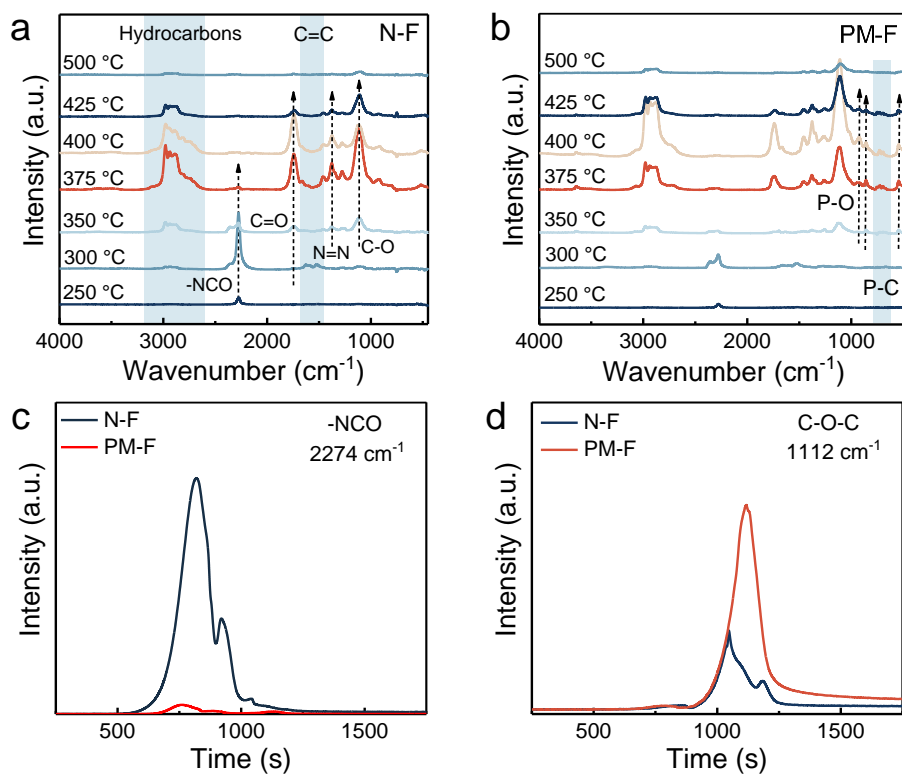 a
Hydrocarbons
C=C
N-F
500 °C
425 °C
400 °C
375 °C
350 °C
300 °C
250 °C
C=O
N=N
C-O
-NCO
Intensity (a.u.)
4000 3000 2000 1000
Wavenumber (cm⁻¹)
b
PM-F
500 °C
425 °C
400 °C
375 °C
350 °C
300 °C
250 °C
P-O
P-C
Intensity (a.u.)
4000 3000 2000 1000
Wavenumber (cm⁻¹)
c
N-F
PM-F
-NCO
2274 cm⁻¹
Intensity (a.u.)
500 1000 1500
Time (s)
d
N-F
PM-F
C-O-C
1112 cm⁻¹
Intensity (a.u.)
500 1000 1500
Time (s)